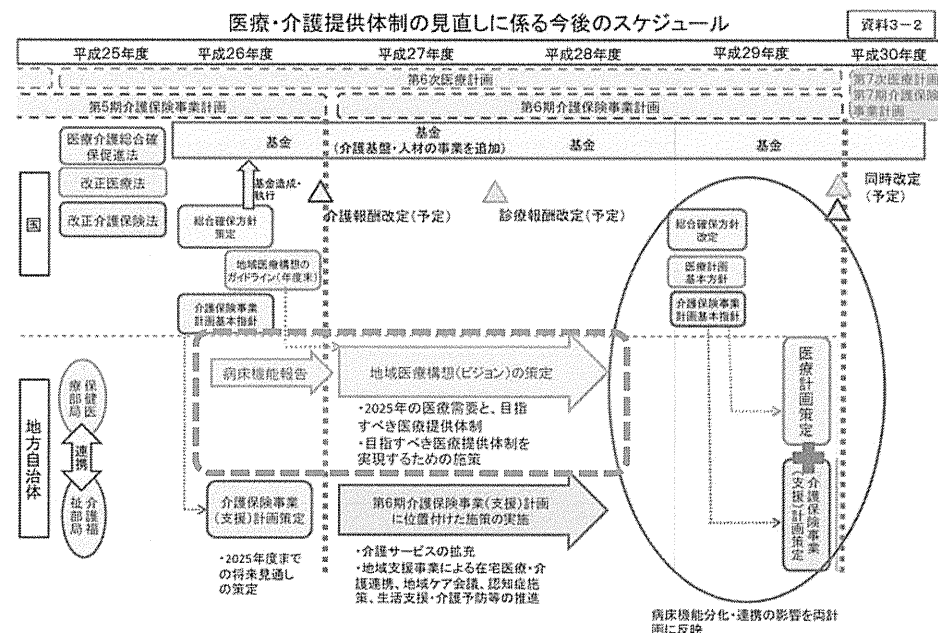 医療・介護提供体制の見直しに係る今後のスケジュール
資料3-2
平成25年度
平成26年度
平成27年度
平成28年度
平成29年度
平成30年度
第6次医療計画
第7次医療計画
第5期介護保険事業計画
第6期介護保険事業計画
第7期介護保険
事業計画
国
医療介護総合確
保促進法
改正医療法
改正介護保険法
基金
基金
(介護基盤・人材の事業を追加)
基金
基金
基金造成・
執行
介護報酬改定(予定)
診療報酬改定(予定)
同時改定
(予定)
総合確保方針
策定
地域医療構想の
ガイドライン(年度末)
介護保険事業
計画基本指針
総合確保方針
改定
医療計画
基本方針
介護保険事業
計画基本指針
地方自治体
保健医
療部局
連携
介護福
祉部局
病床機能報告
地域医療構想(ビジョン)の策定
・2025年の医療需要と、目指
すべき医療提供体制
・目指すべき医療提供体制を
実現するための施策
医療計画策定
介護保険事業
(支援)計画策定
第6期介護保険事業(支援)計画
に位置付けた施策の実施
介護保険事業
(支援)計画策定
・2025年度まで
の将来見通し
の策定
・介護サービスの拡充
・地域支援事業による在宅医療・介
護連携、地域ケア会議、認知症施
策、生活支援・介護予防等の推進
病床機能分化・連携の影響を両計
画に反映